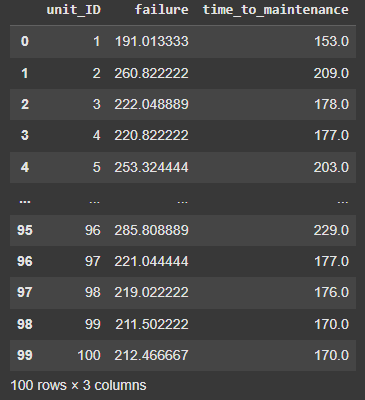 unit_ID failure time_to_maintenance
0 1 191.013333 153.0
1 2 260.822222 209.0
2 3 222.048889 178.0
3 4 220.822222 177.0
4 5 253.324444 203.0
... ... ... ...
95 96 285.808889 229.0
96 97 221.044444 177.0
97 98 219.022222 176.0
98 99 211.502222 170.0
99 100 212.466667 170.0
100 rows × 3 columns